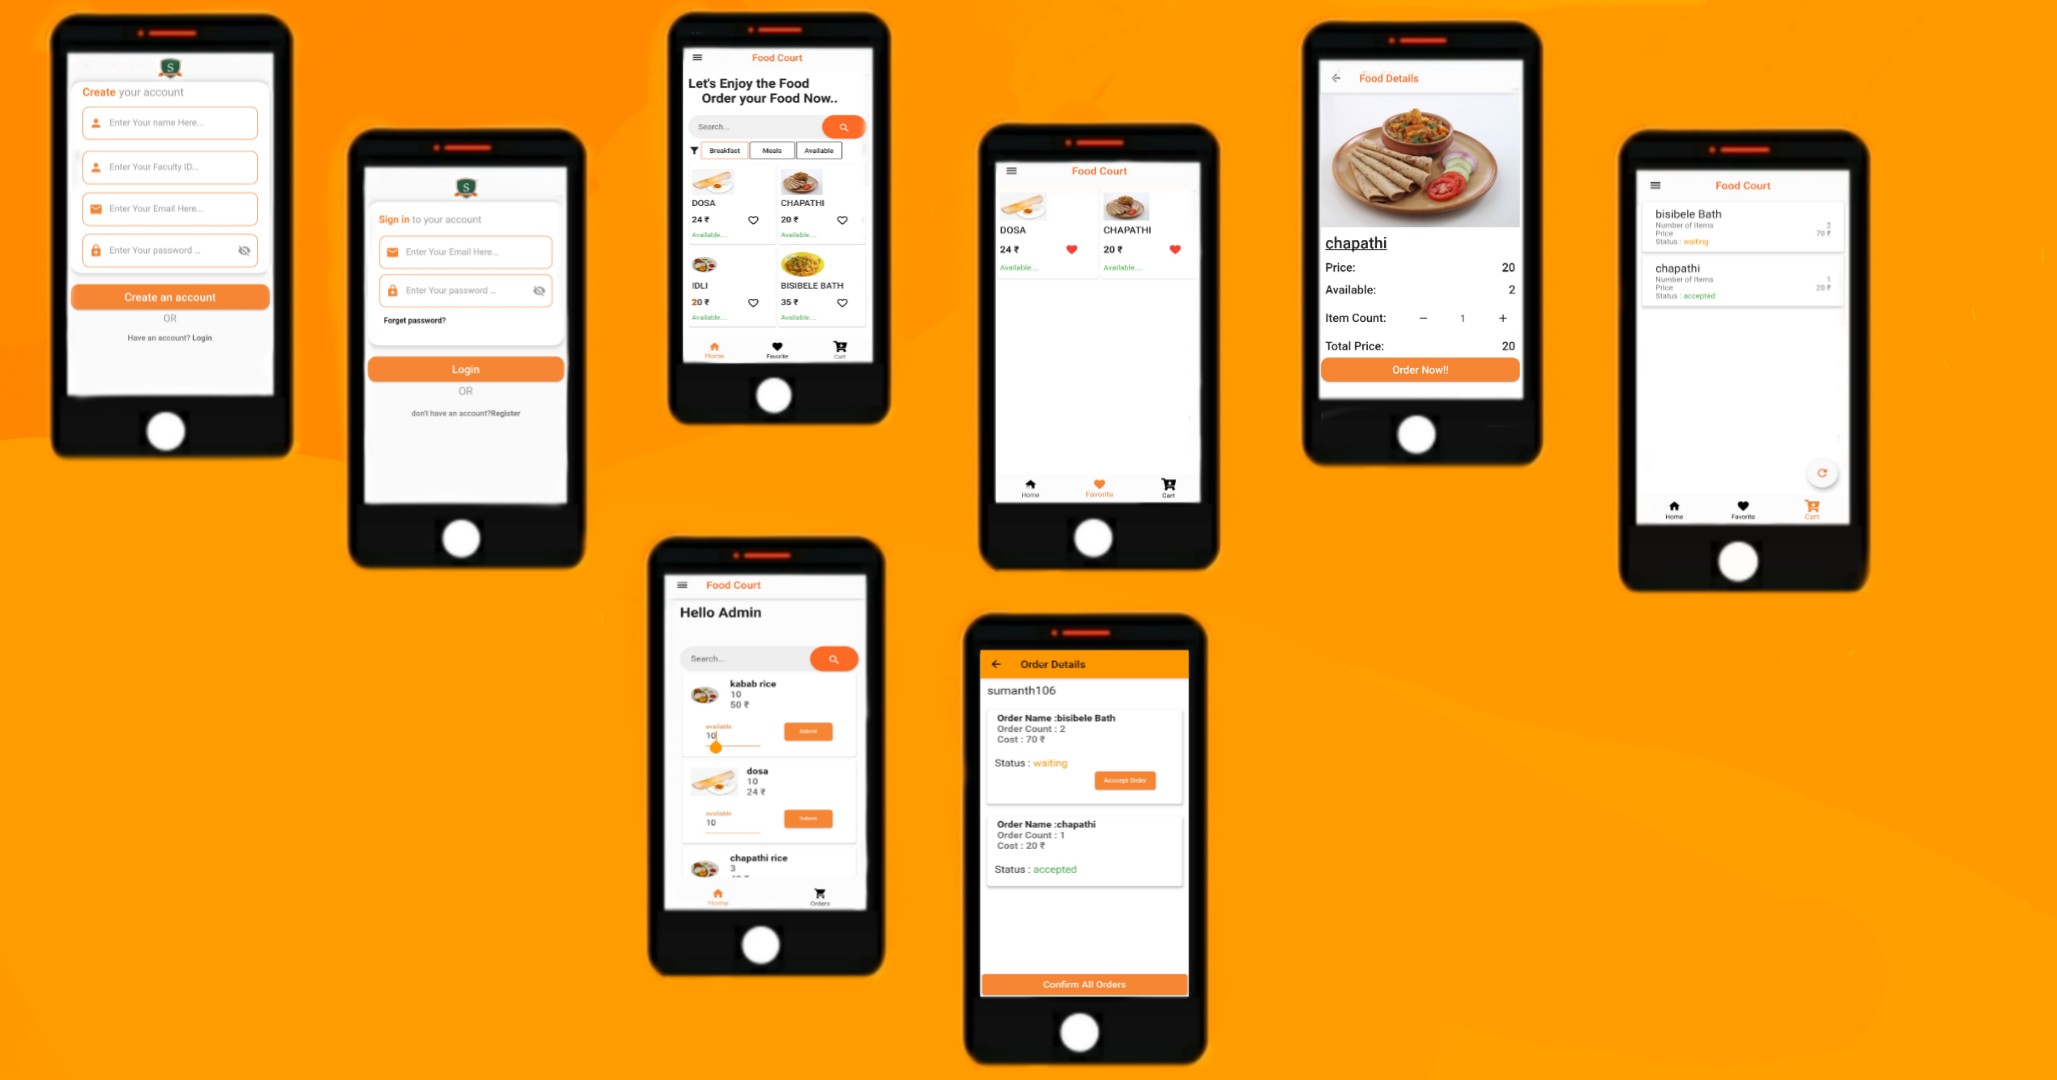 S
Create your account
Enter Your name Here...
Enter Your Faculty ID...
Enter Your Email Here...
Enter Your password ...
Create an account
OR
Have an account? Login
S
Sign in to your account
Enter Your Email Here...
Enter Your password ...
Forget password?
Login
OR
don't have an account?Register
Food Court
Let's Enjoy the Food
Order your Food Now..
Search...
Breakfast Meals Available
DOSA CHAPATHI
24 ₹ 20 ₹
Available... Available...
IDLI BISIBELE BATH
20 ₹ 35 ₹
Available... Available...
Home Favorite Cart
Food Court
DOSA CHAPATHI
24 ₹ 20 ₹
Available... Available...
Home Favorite Cart
Food Details
chapathi
Price: 20
Available: 2
Item Count: − 1 +
Total Price: 20
Order Now!!
Food Court
bisibele Bath
Number of Items 2
Price 70 ₹
Status : waiting
chapathi
Number of Items 1
Price 20 ₹
Status : accepted
Home Favorite Cart
Food Court
Hello Admin
Search...
kabab rice
10
50 ₹
available
10
Submit
dosa
10
24 ₹
available
10
Submit
chapathi rice
3
Home Orders
Order Details
sumanth106
Order Name :bisibele Bath
Order Count : 2
Cost : 70 ₹
Status : waiting
Accept Order
Order Name :chapathi
Order Count : 1
Cost : 20 ₹
Status : accepted
Confirm All Orders